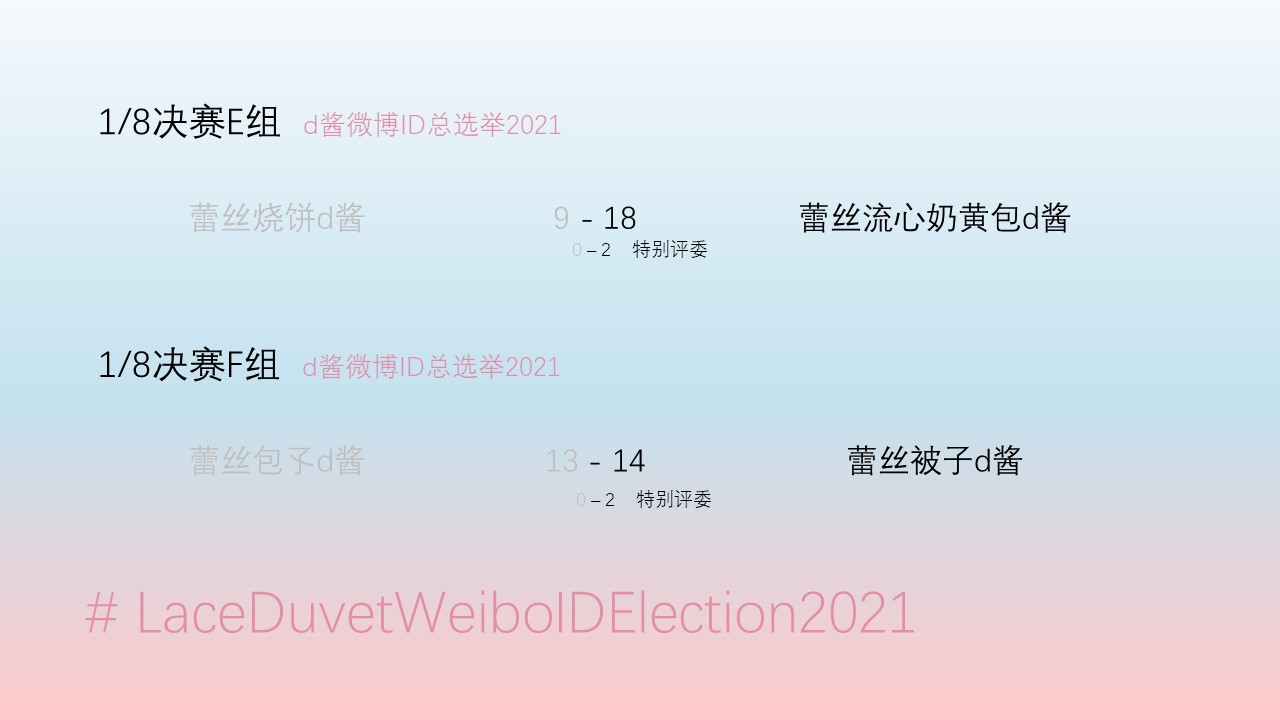 1/8决赛E组 d酱微博ID总选举2021
蕾丝烧饼d酱 9 - 18 蕾丝流心奶黄包d酱
0 – 2 特别评委
1/8决赛F组 d酱微博ID总选举2021
蕾丝包孓d酱 13 - 14 蕾丝被子d酱
0 – 2 特别评委
# LaceDuvetWeiboIDElection2021